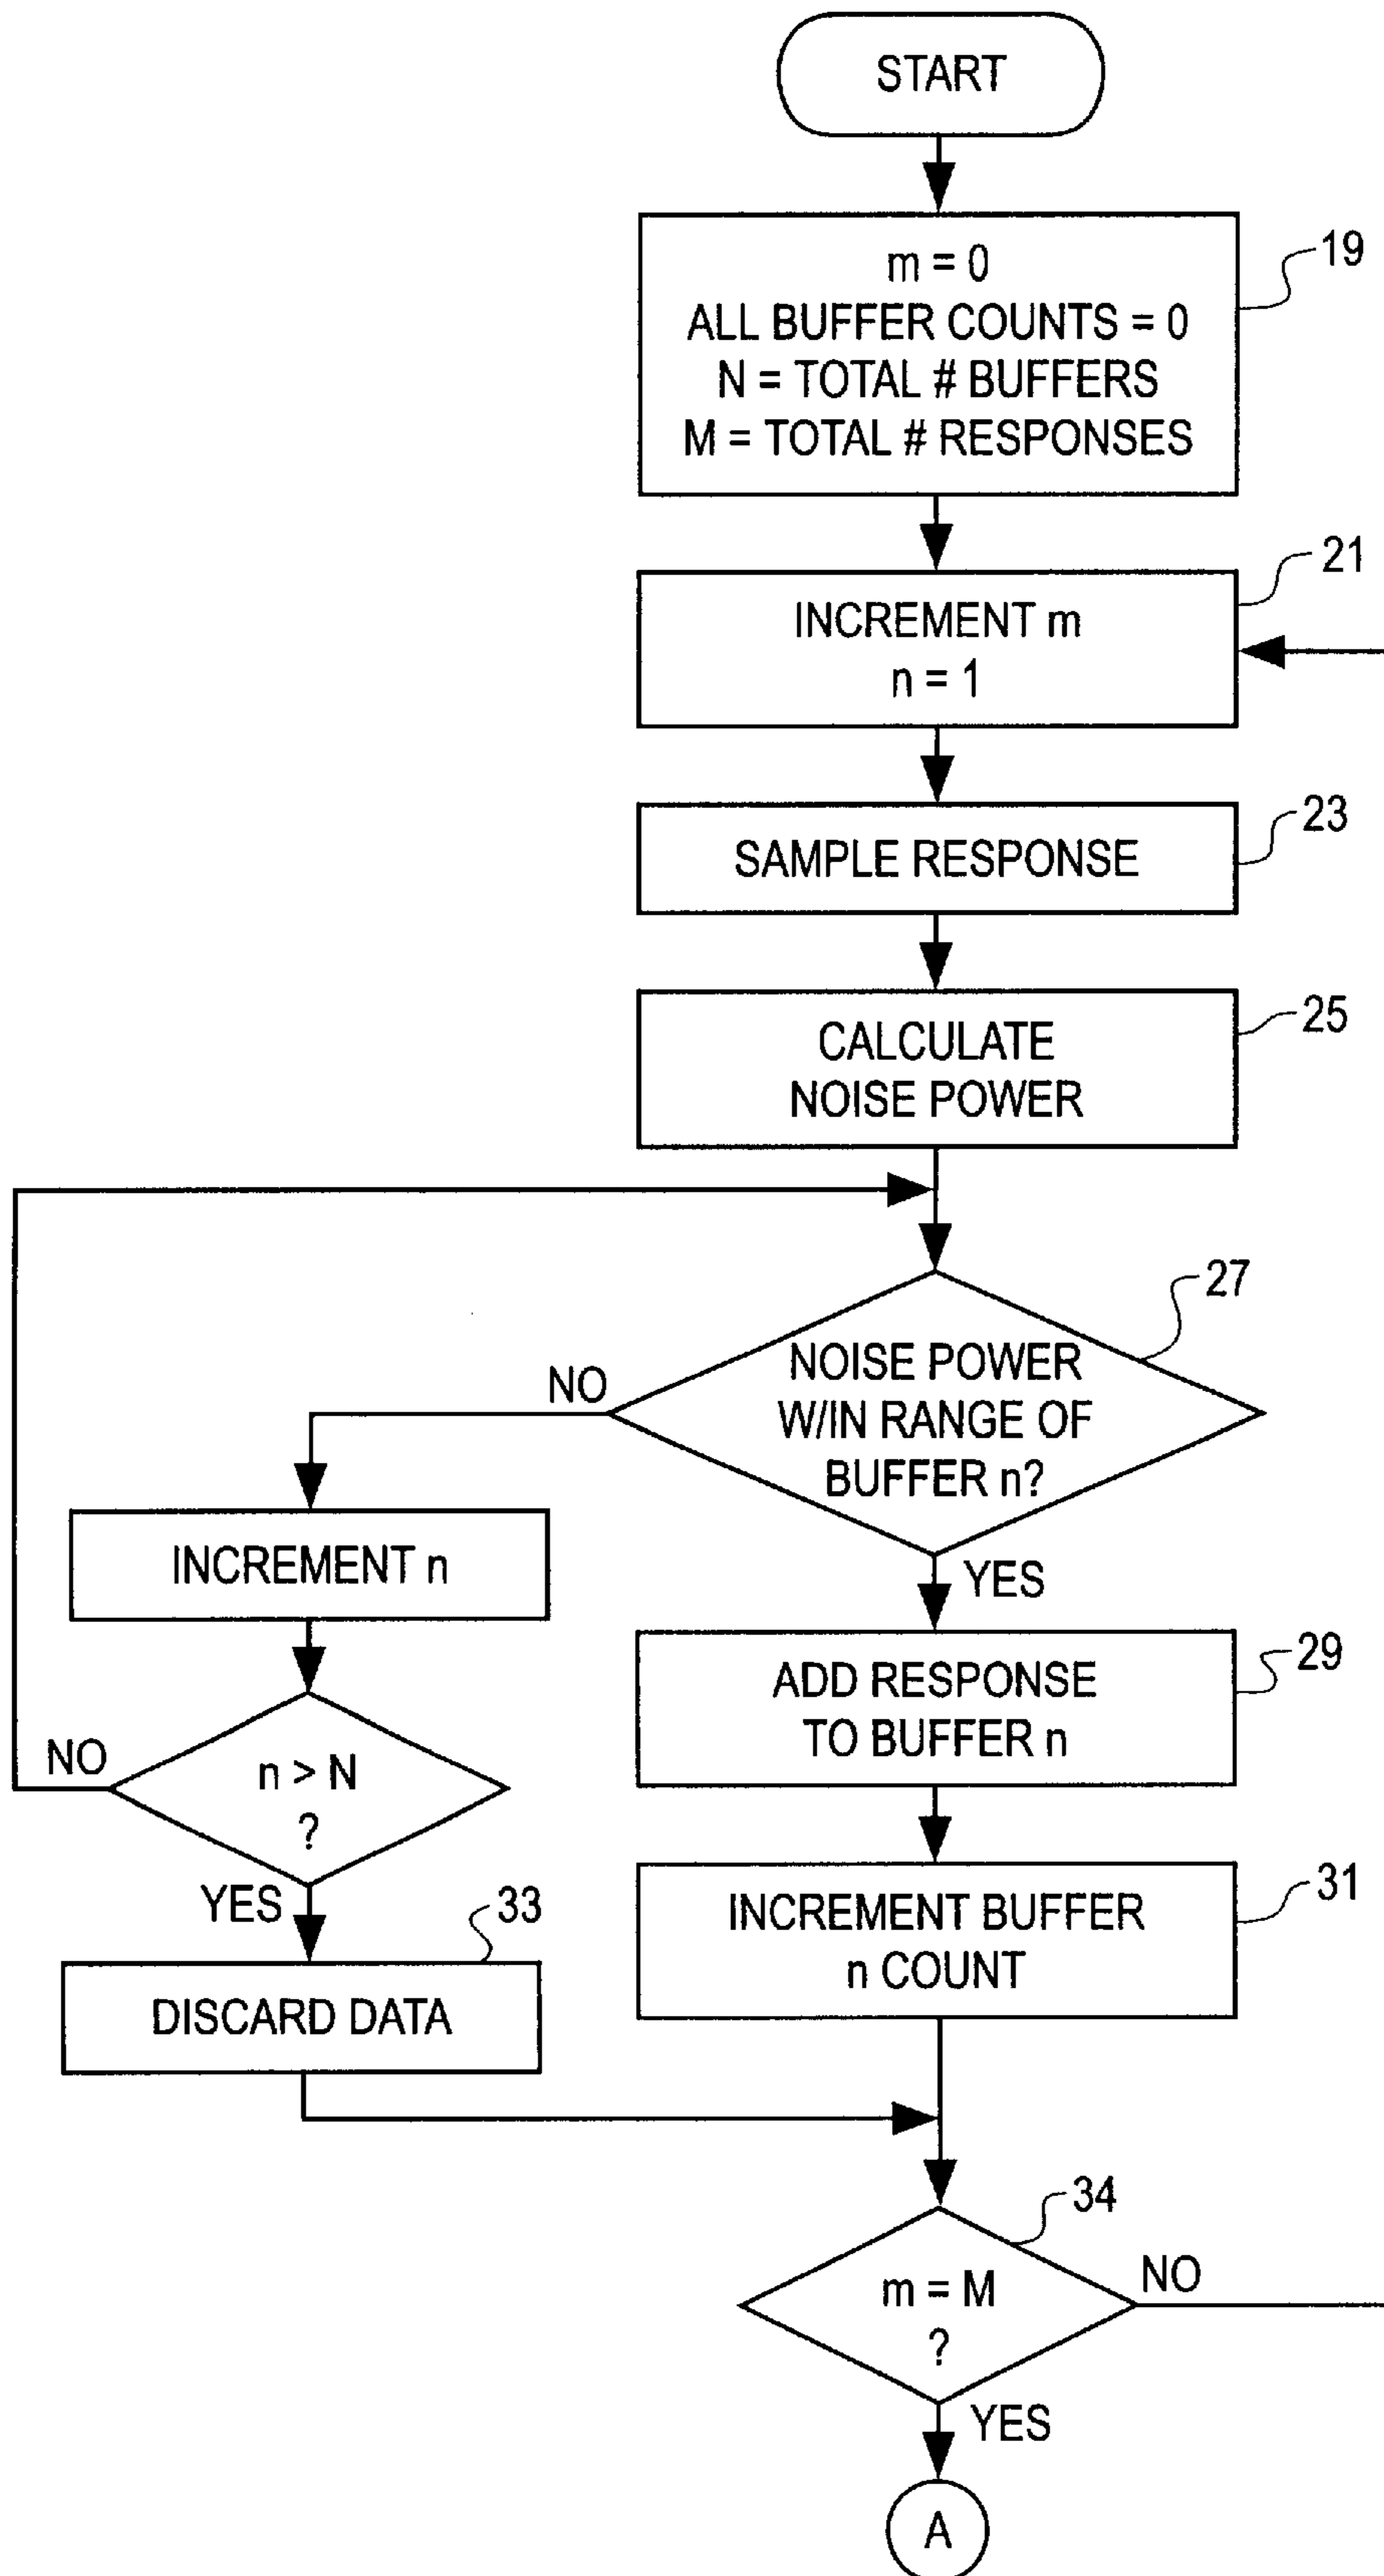 START
m = 0
ALL BUFFER COUNTS = 0
N = TOTAL # BUFFERS
M = TOTAL # RESPONSES
19
INCREMENT m
n = 1
21
SAMPLE RESPONSE
23
CALCULATE
NOISE POWER
25
NOISE POWER
W/IN RANGE OF
BUFFER n?
27
NO
YES
INCREMENT n
ADD RESPONSE
TO BUFFER n
29
n > N
?
NO
YES
INCREMENT BUFFER
n COUNT
31
DISCARD DATA
33
m = M
?
34
NO
YES
A